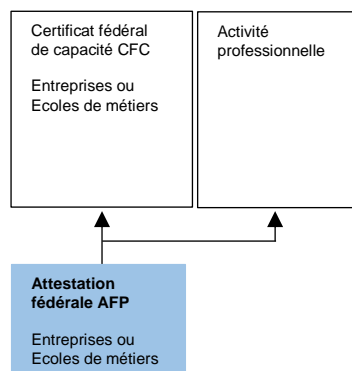 Certificat fédéral
de capacité CFC
Entreprises ou
Ecoles de métiers
Activité
professionnelle
Attestation
fédérale AFP
Entreprises ou
Ecoles de métiers